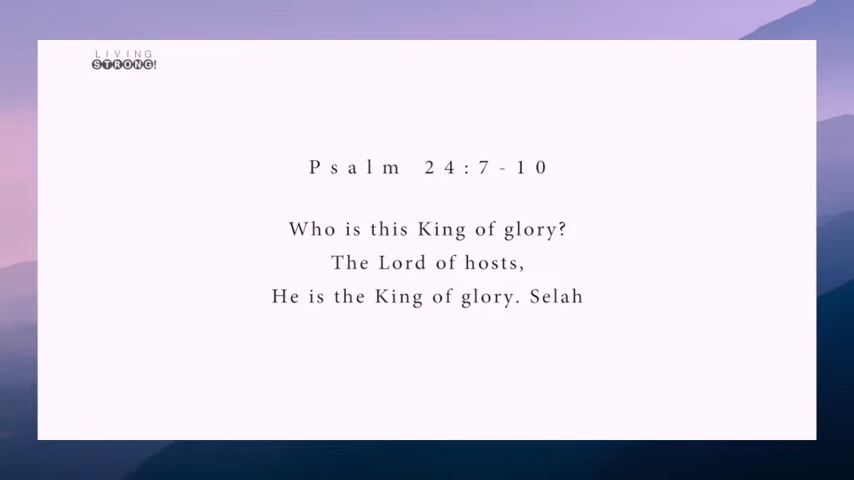 LIVING
STRONG!
Psalm 24:7-10
Who is this King of glory?
The Lord of hosts,
He is the King of glory. Selah